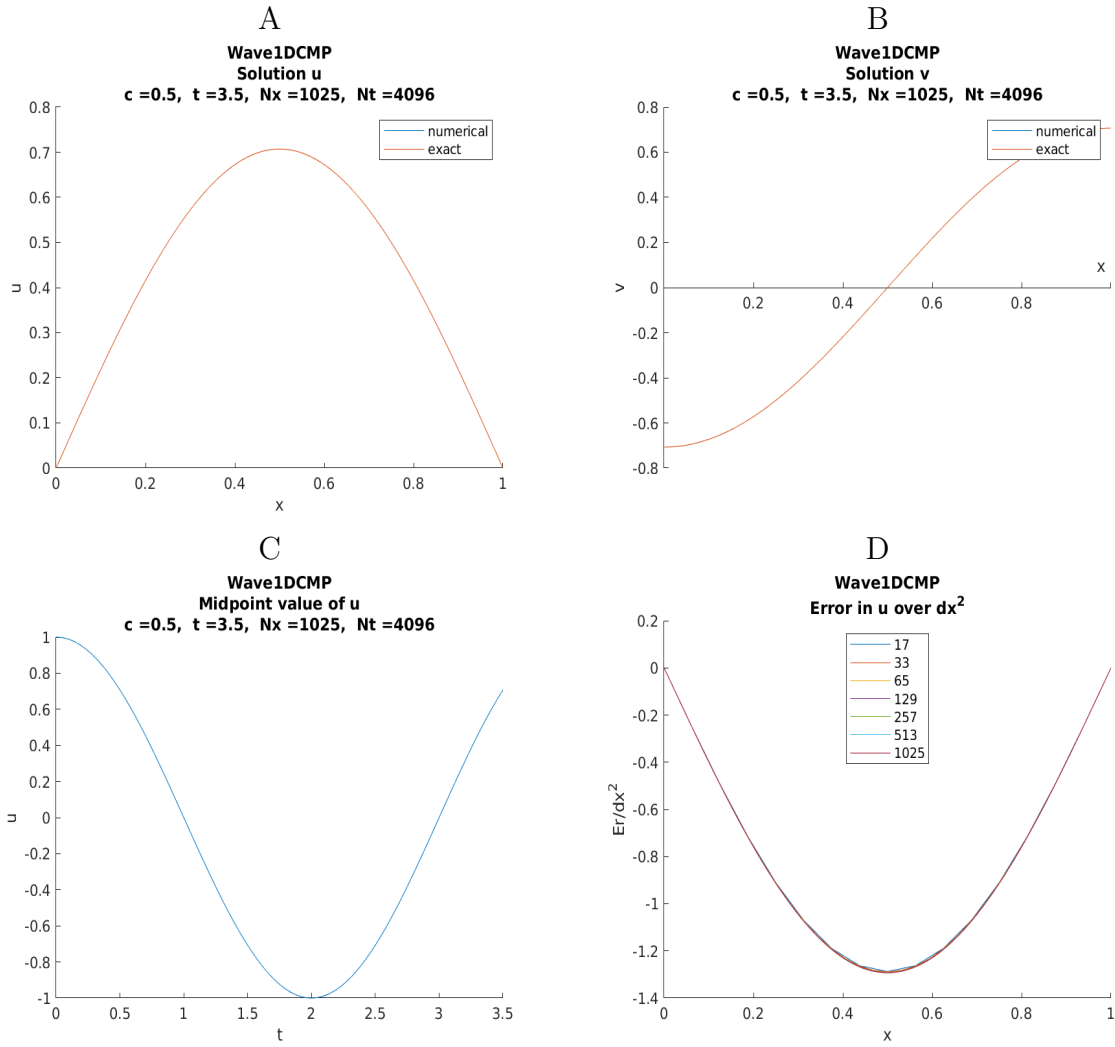 A
Wave1DCMP
Solution u
c =0.5, t =3.5, Nx =1025, Nt =4096
0.8
numerical
exact
0.7
0.6
0.5
u
0.4
0.3
0.2
0.1
0
0 0.2 0.4 0.6 0.8 1
x
B
Wave1DCMP
Solution v
c =0.5, t =3.5, Nx =1025, Nt =4096
0.8
numerical
exact
0.6
0.4
0.2
x
v
0
0.2 0.4 0.6 0.8
-0.2
-0.4
-0.6
-0.8
C
Wave1DCMP
Midpoint value of u
c =0.5, t =3.5, Nx =1025, Nt =4096
1
0.8
0.6
0.4
0.2
u
0
-0.2
-0.4
-0.6
-0.8
-1
0 0.5 1 1.5 2 2.5 3 3.5
t
D
Wave1DCMP
Error in u over dx²
0.2
17
33
65
129
257
513
1025
0
-0.2
-0.4
-0.6
Er/dx²
-0.8
-1
-1.2
-1.4
0 0.2 0.4 0.6 0.8 1
x